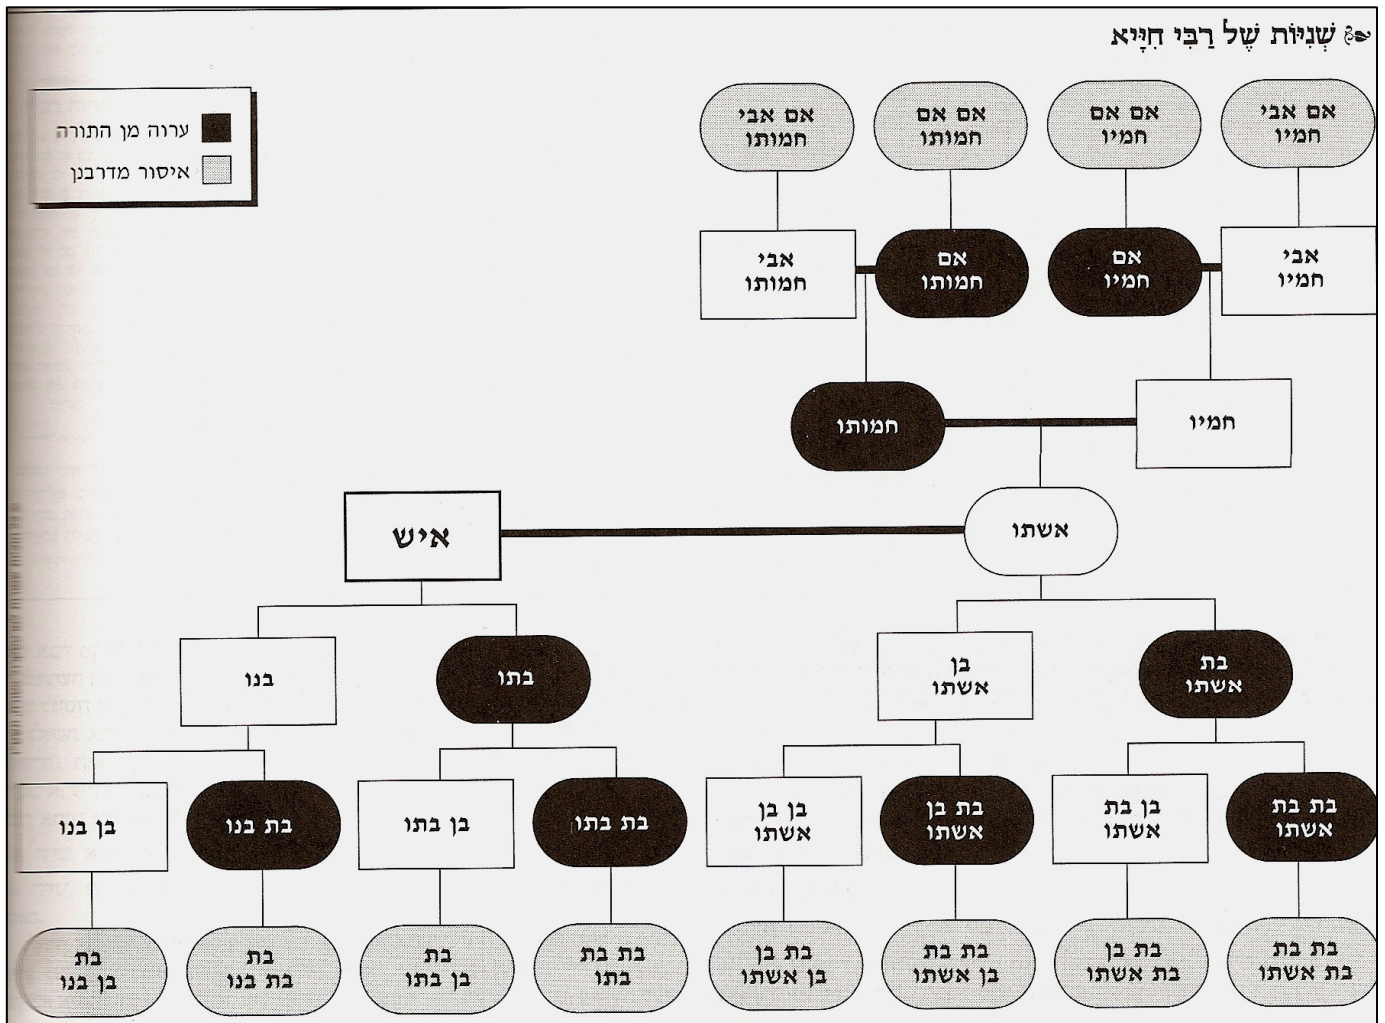 שְׁנִיּוֹת שֶׁל רַבִּי חִיָּיא
ערוה מן התורה
איסור מדרבנן
אם אבי
חמיו
אם אם
חמיו
אם אם
חמותו
אם אבי
חמותו
אבי
חמיו
אם
חמיו
אם
חמותו
אבי
חמותו
חמיו
חמותו
אשתו
איש
בת
אשתו
בן
אשתו
בתו
בנו
בת בת
אשתו
בן בת
אשתו
בת בן
אשתו
בן בן
אשתו
בת בתו
בן בתו
בת בנו
בן בנו
בת בת
בת אשתו
בת בן
בת אשתו
בת בת
בן אשתו
בת בן
בן אשתו
בת בת
בתו
בת
בן בתו
בת
בת בנו
בת
בן בנו